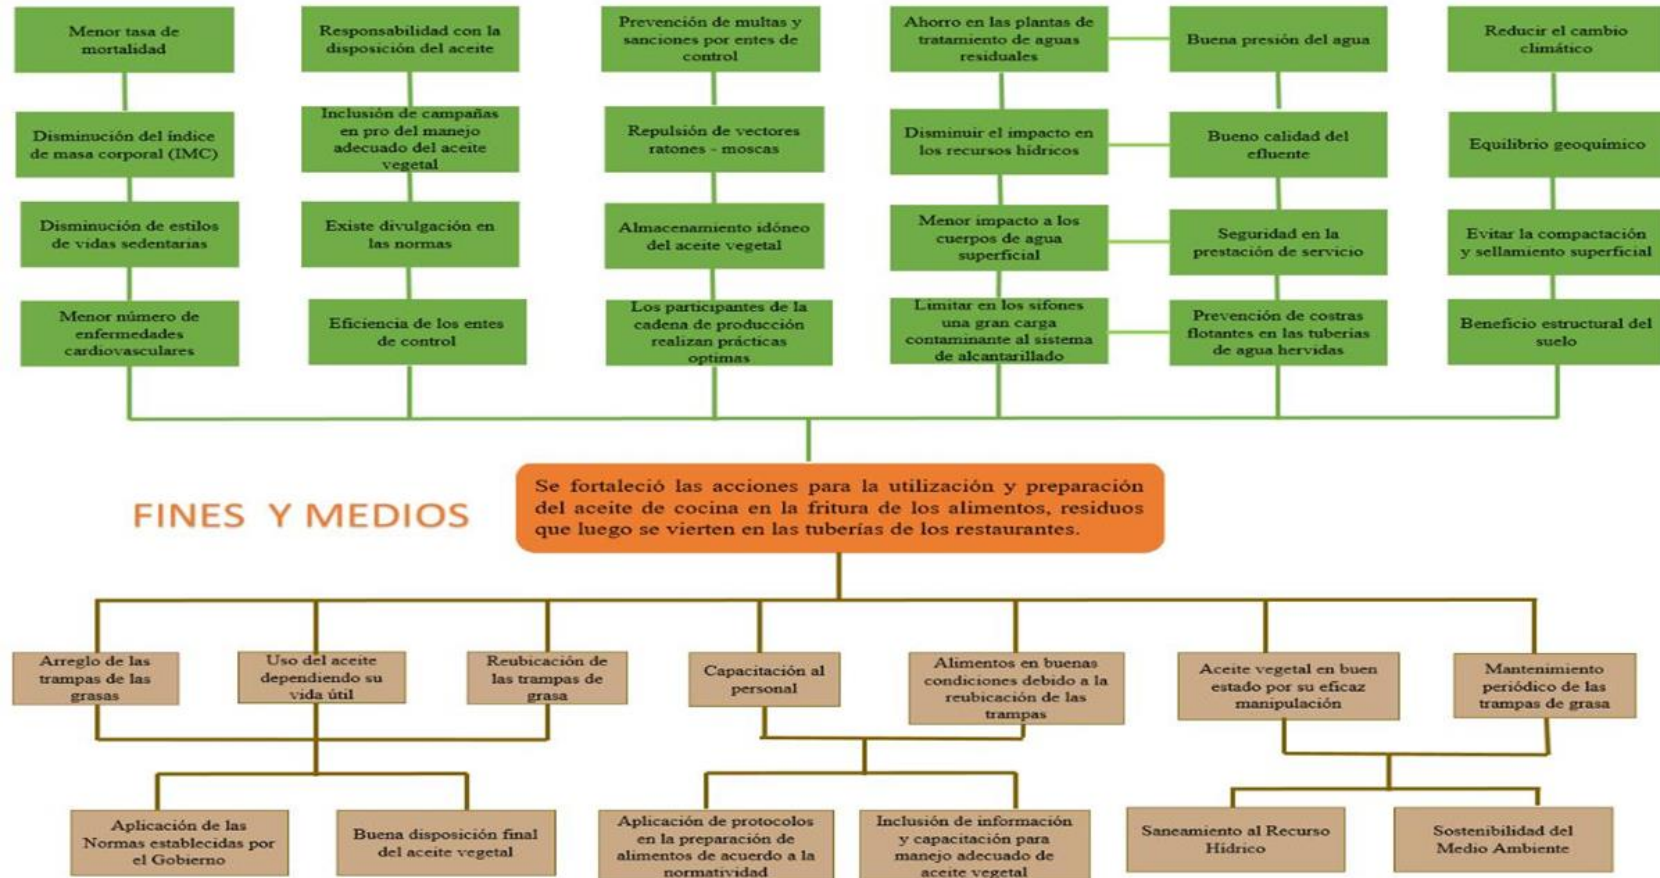 Menor tasa de
mortalidad
Responsabilidad con la
disposición del aceite
Prevención de multas y
sanciones por entes de
control
Ahorro en las plantas de
tratamiento de aguas
residuales
Buena presión del agua
Reducir el cambio
climático
Disminución del índice
de masa corporal (IMC)
Inclusión de campañas
en pro del manejo
adecuado del aceite
vegetal
Repulsión de vectores
ratones - moscas
Disminuir el impacto en
los recursos hídricos
Bueno calidad del
efluente
Equilibrio geoquímico
Disminución de estilos
de vidas sedentarias
Existe divulgación en
las normas
Almacenamiento idóneo
del aceite vegetal
Menor impacto a los
cuerpos de agua
superficial
Seguridad en la
prestación de servicio
Evitar la compactación
y sellamiento superficial
Menor número de
enfermedades
cardiovasculares
Eficiencia de los entes
de control
Los participantes de la
cadena de producción
realizan prácticas
optimas
Limitar en los sifones
una gran carga
contaminante al sistema
de alcantarillado
Prevención de costras
flotantes en las tuberías
de agua hervidas
Beneficio estructural del
suelo
FINES Y MEDIOS
Se fortaleció las acciones para la utilización y preparación
del aceite de cocina en la fritura de los alimentos, residuos
que luego se vierten en las tuberías de los restaurantes.
Arreglo de las
trampas de las
grasas
Uso del aceite
dependiendo su
vida útil
Reubicación de
las trampas de
grasa
Capacitación al
personal
Alimentos en buenas
condiciones debido a la
reubicación de las
trampas
Aceite vegetal en buen
estado por su eficaz
manipulación
Mantenimiento
periódico de las
trampas de grasa
Aplicación de las
Normas establecidas por
el Gobierno
Buena disposición final
del aceite vegetal
Aplicación de protocolos
en la preparación de
alimentos de acuerdo a la
normatividad
Inclusión de información
y capacitación para
manejo adecuado de
aceite vegetal
Saneamiento al Recurso
Hídrico
Sostenibilidad del
Medio Ambiente